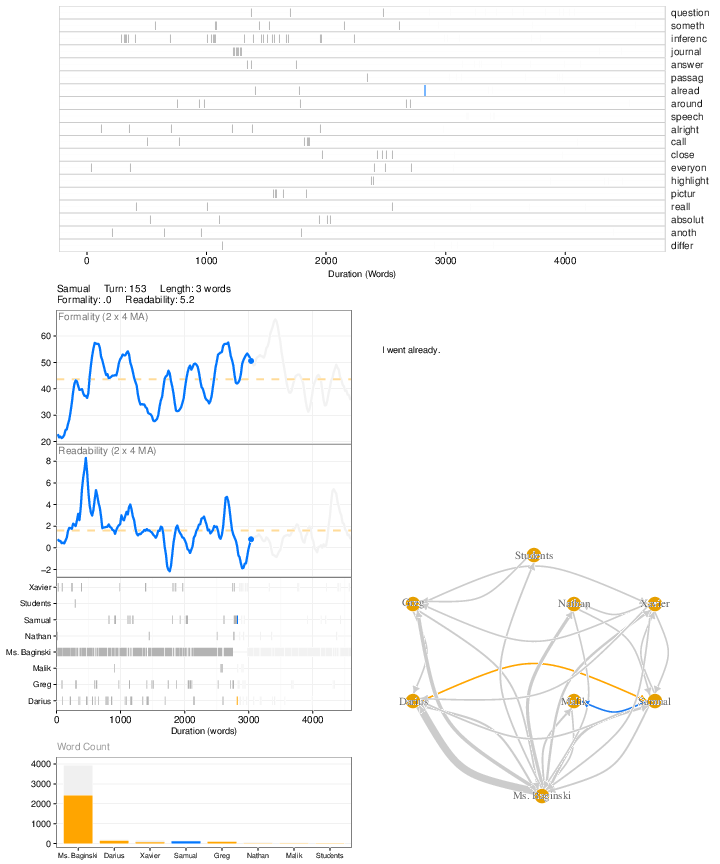 question
someth
inferenc
journal
answer
passag
alread
around
speech
alright
call
close
everyon
highlight
pictur
reall
absolut
anoth
differ
0 1000 2000 3000 4000
Duration (Words)
Samual Turn: 153 Length: 3 words
Formality: .0 Readability: 5.2
Formality (2 x 4 MA)
60
50
40
30
20
I went already.
Readability (2 x 4 MA)
8
6
4
2
0
−2
Xavier
Students
Samual
Nathan
Ms. Baginski
Malik
Greg
Darius
0 1000 2000 3000 4000
Duration (words)
Students
Greg Nathan Xavier
Darius Malik Samual
Ms. Baginski
Word Count
4000
3000
2000
1000
0
Ms. Baginski Darius Xavier Samual Greg Nathan Malik Students